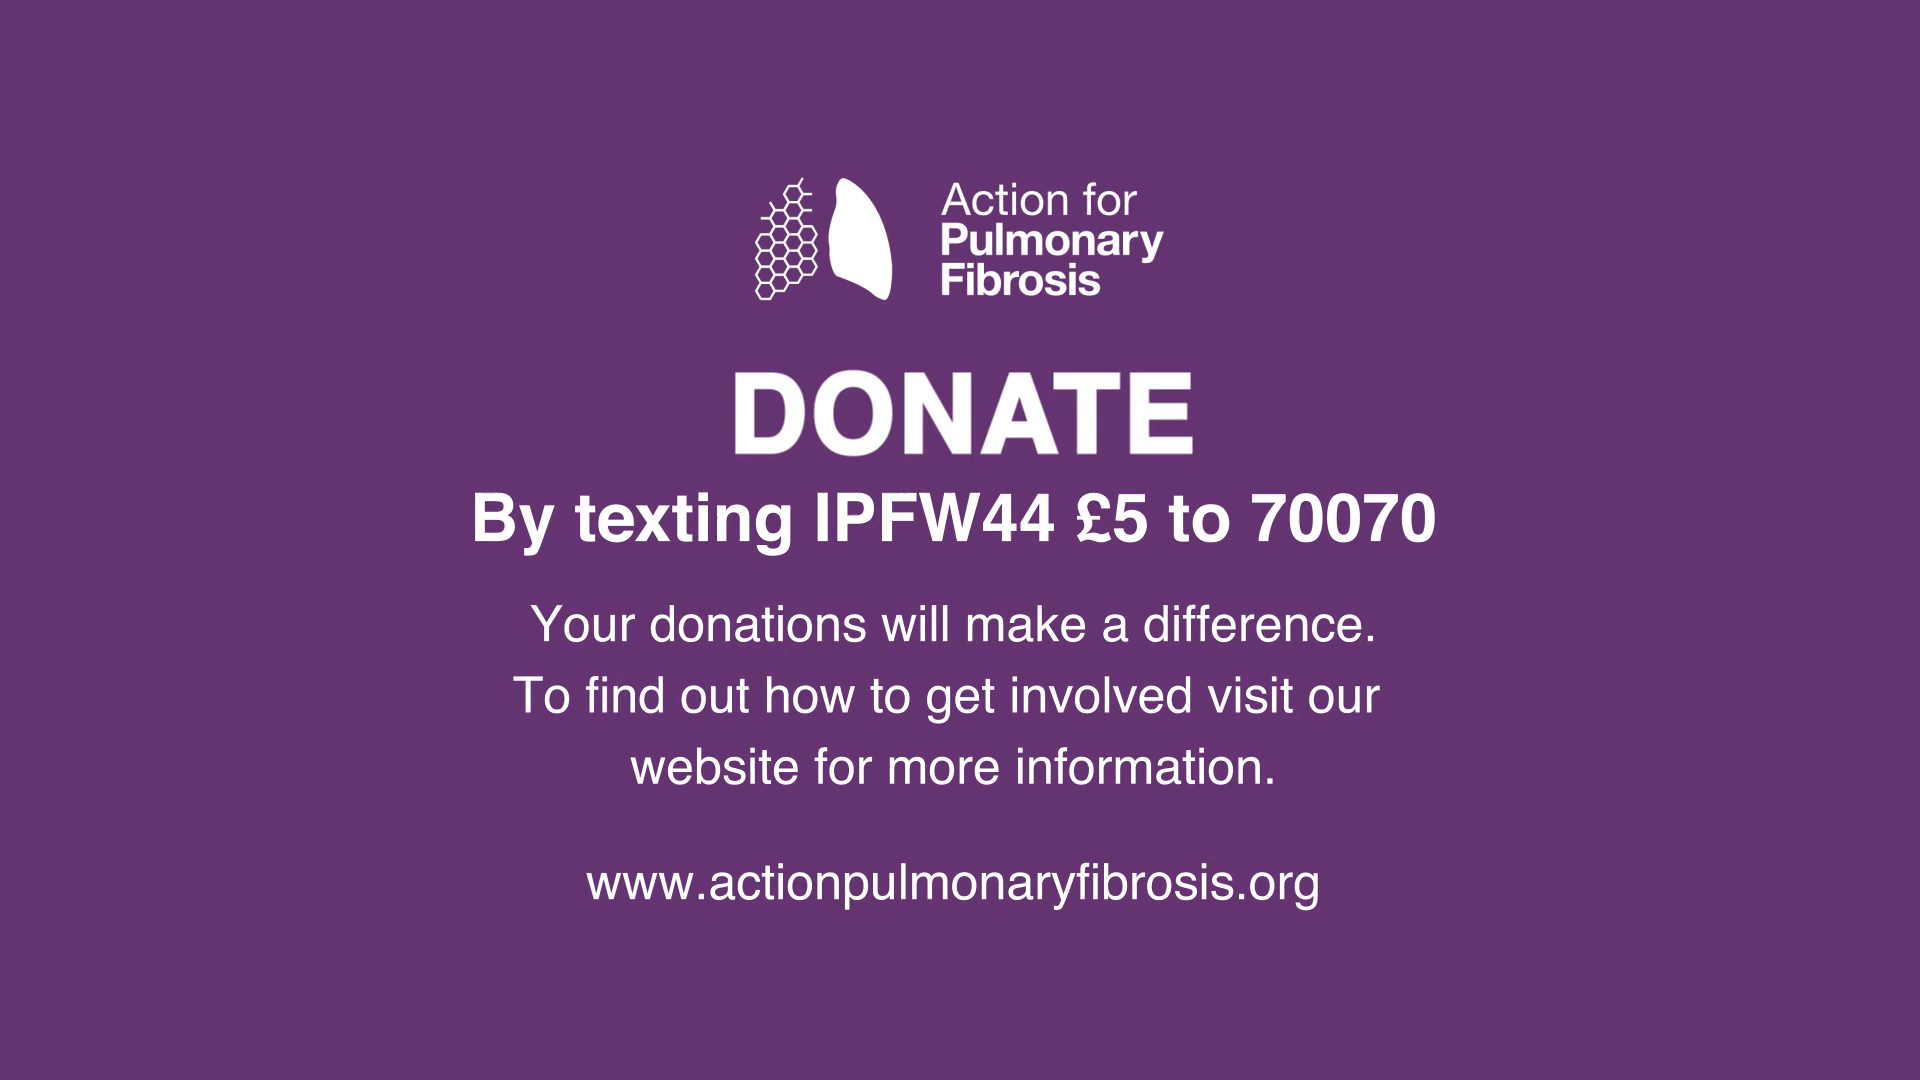 Action for
Pulmonary
Fibrosis
DONATE
By texting IPFW44 £5 to 70070
Your donations will make a difference.
To find out how to get involved visit our
website for more information.
www.actionpulmonaryfibrosis.org